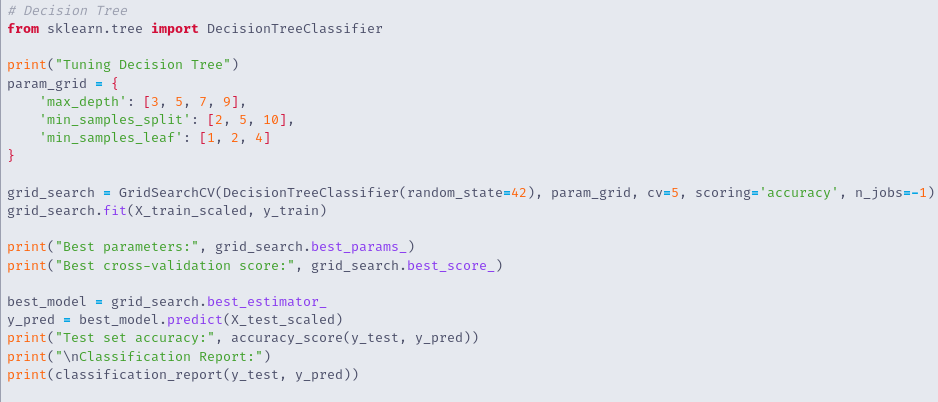 # Decision Tree
from sklearn.tree import DecisionTreeClassifier
print("Tuning Decision Tree")
param_grid = {
    'max_depth': [3, 5, 7, 9],
    'min_samples_split': [2, 5, 10],
    'min_samples_leaf': [1, 2, 4]
}
grid_search = GridSearchCV(DecisionTreeClassifier(random_state=42), param_grid, cv=5, scoring='accuracy', n_jobs=-1)
grid_search.fit(X_train_scaled, y_train)
print("Best parameters:", grid_search.best_params_)
print("Best cross-validation score:", grid_search.best_score_)
best_model = grid_search.best_estimator_
y_pred = best_model.predict(X_test_scaled)
print("Test set accuracy:", accuracy_score(y_test, y_pred))
print("\nClassification Report:")
print(classification_report(y_test, y_pred))